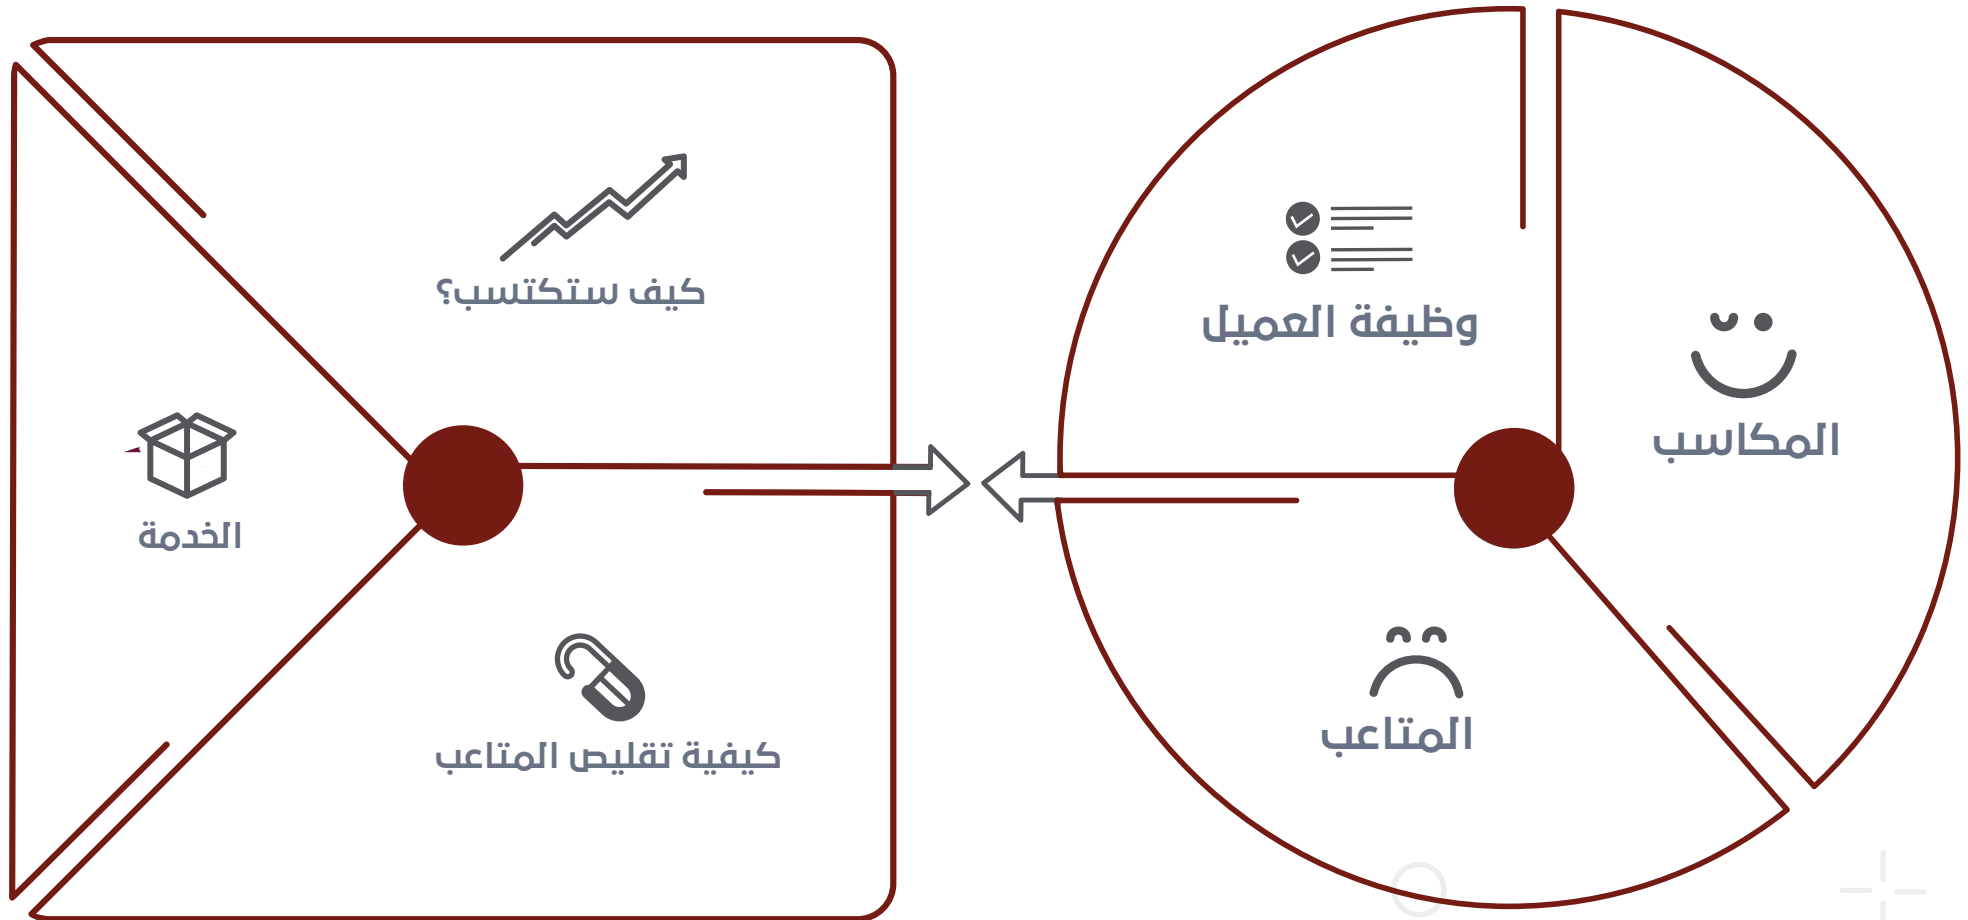 وظيفة العميل
المكاسب
المتاعب
كيف ستكتسب؟
الخدمة
كيفية تقليص المتاعب